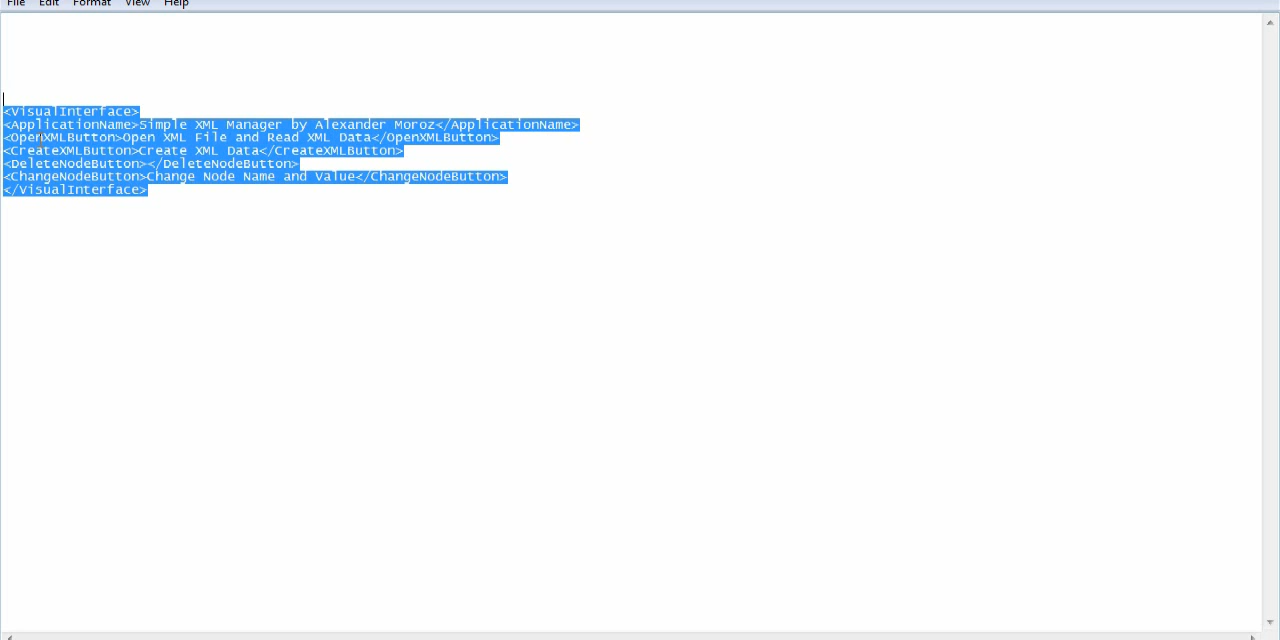 File Edit Format View Help
<VisualInterface>
<ApplicationName>Simple XML Manager by Alexander Moroz</ApplicationName>
<OpenXMLButton>Open XML File and Read XML Data</OpenXMLButton>
<CreateXMLButton>Create XML Data</CreateXMLButton>
<DeleteNodeButton></DeleteNodeButton>
<ChangeNodeButton>Change Node Name and Value</ChangeNodeButton>
</VisualInterface>